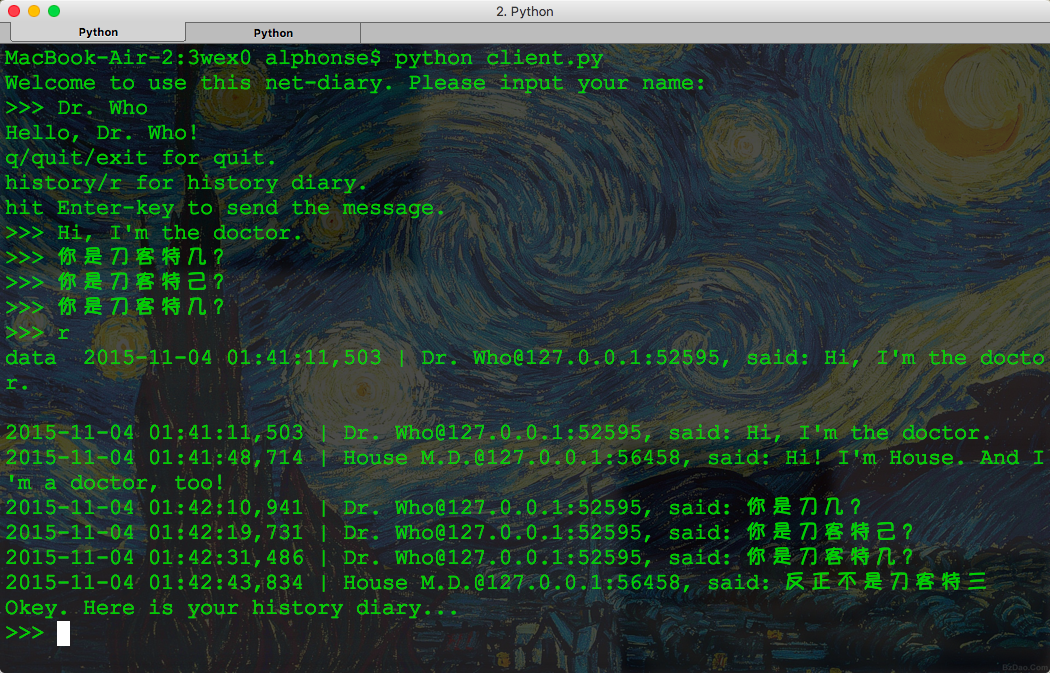 2. Python
Python Python
MacBook-Air-2:3wex0 alphonse$ python client.py
Welcome to use this net-diary. Please input your name:
>>> Dr. Who
Hello, Dr. Who!
q/quit/exit for quit.
history/r for history diary.
hit Enter-key to send the message.
>>> Hi, I'm the doctor.
>>> 你是刀客特几?
>>> 你是刀客特己?
>>> 你是刀客特几?
>>> r
data  2015-11-04 01:41:11,503 | Dr. Who@127.0.0.1:52595, said: Hi, I'm the docto
r.
2015-11-04 01:41:11,503 | Dr. Who@127.0.0.1:52595, said: Hi, I'm the doctor.
2015-11-04 01:41:48,714 | House M.D.@127.0.0.1:56458, said: Hi! I'm House. And I
'm a doctor, too!
2015-11-04 01:42:10,941 | Dr. Who@127.0.0.1:52595, said: 你是刀几?
2015-11-04 01:42:19,731 | Dr. Who@127.0.0.1:52595, said: 你是刀客特己?
2015-11-04 01:42:31,486 | Dr. Who@127.0.0.1:52595, said: 你是刀客特几?
2015-11-04 01:42:43,834 | House M.D.@127.0.0.1:56458, said: 反正不是刀客特三
Okey. Here is your history diary...
>>>
BzDao.Com